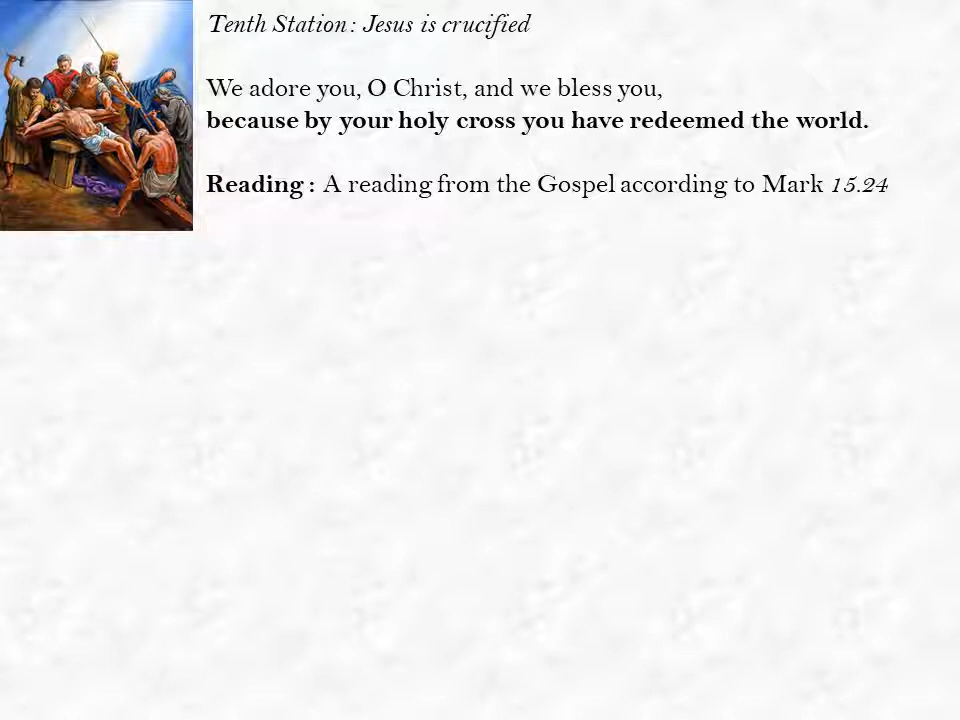 Tenth Station: Jesus is crucified
We adore you, O Christ, and we bless you,
because by your holy cross you have redeemed the world.
Reading : A reading from the Gospel according to Mark 15.24